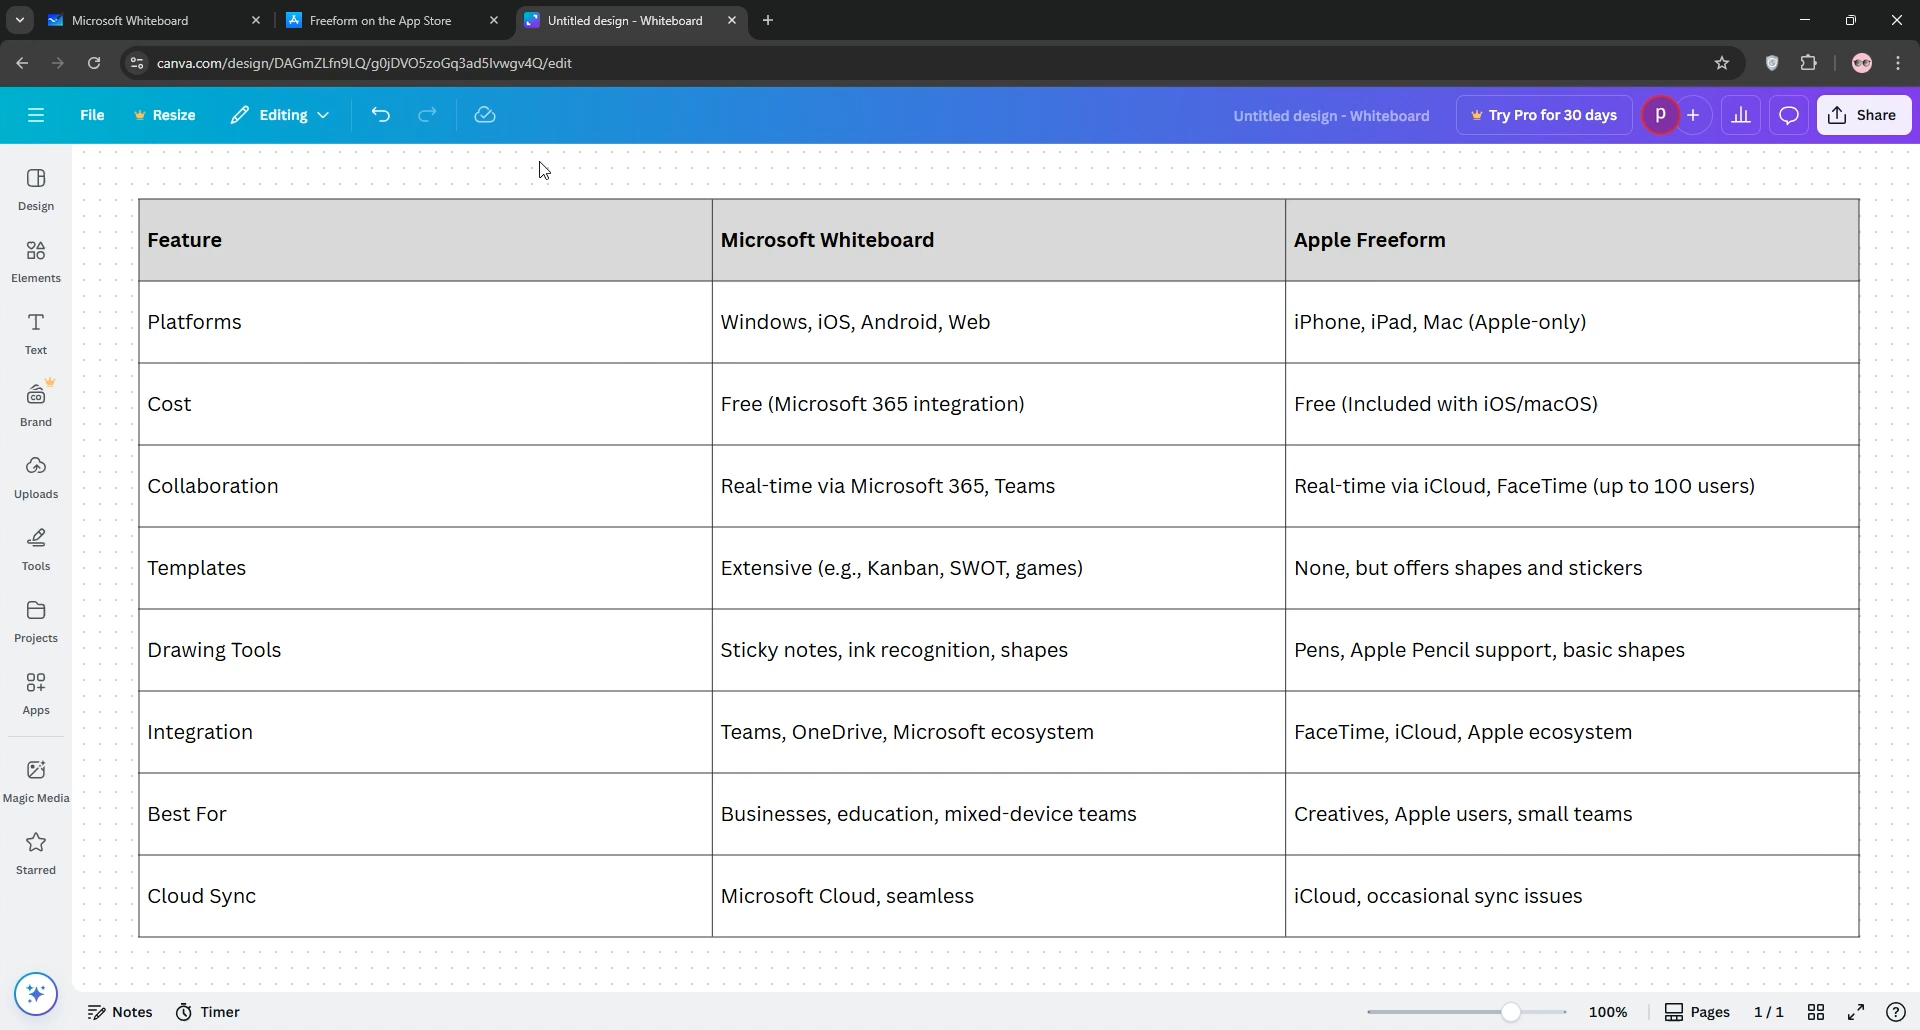 Microsoft Whiteboard
Freeform on the App Store
Untitled design - Whiteboard
canva.com/design/DAGmZLfn9LQ/g0jDVO5zoGq3ad5lvwgv4Q/edit
File
Resize
Editing
Untitled design - Whiteboard
Try Pro for 30 days
P
Share
Design
Elements
Text
Brand
Uploads
Tools
Projects
Apps
Magic Media
Starred
Feature Microsoft Whiteboard Apple Freeform
Platforms Windows, iOS, Android, Web iPhone, iPad, Mac (Apple-only)
Cost Free (Microsoft 365 integration) Free (Included with iOS/macOS)
Collaboration Real-time via Microsoft 365, Teams Real-time via iCloud, FaceTime (up to 100 users)
Templates Extensive (e.g., Kanban, SWOT, games) None, but offers shapes and stickers
Drawing Tools Sticky notes, ink recognition, shapes Pens, Apple Pencil support, basic shapes
Integration Teams, OneDrive, Microsoft ecosystem FaceTime, iCloud, Apple ecosystem
Best For Businesses, education, mixed-device teams Creatives, Apple users, small teams
Cloud Sync Microsoft Cloud, seamless iCloud, occasional sync issues
Notes
Timer
100%
Pages
1 / 1